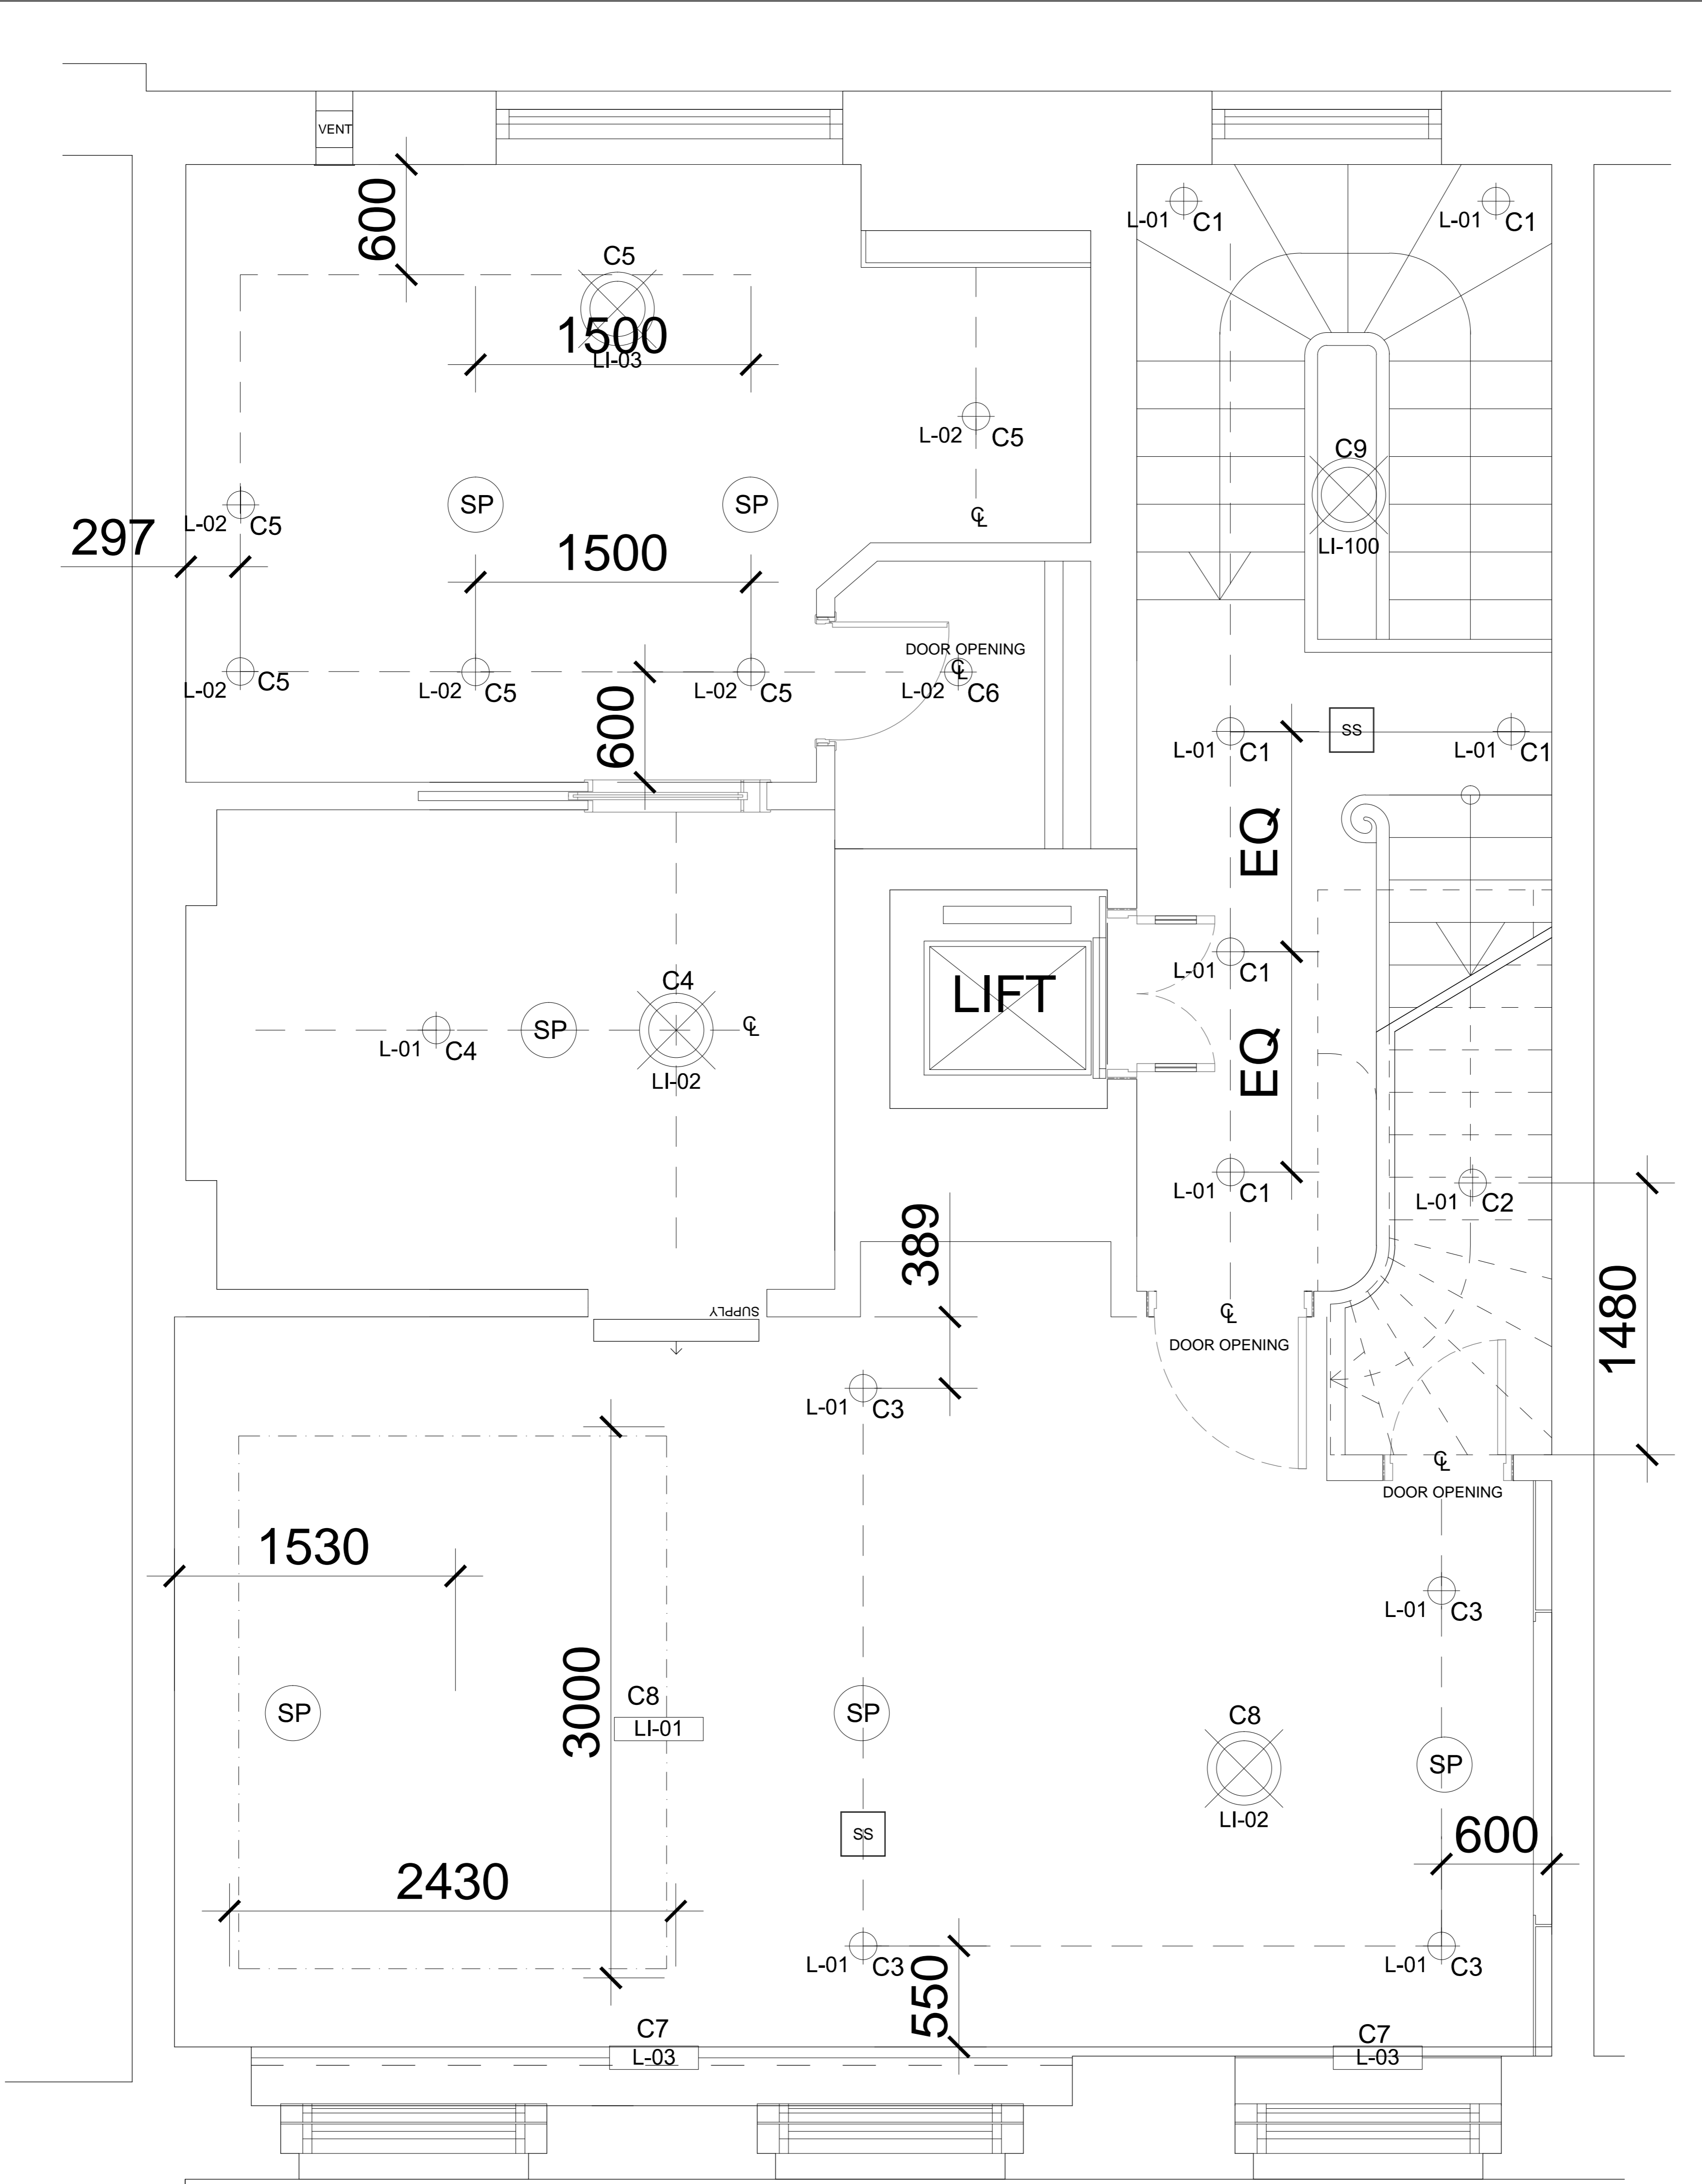 VENT
600
L-01 C1
L-01 C1
C5
1500
LI-03
L-02 C5
C9
LI-100
297
L-02 C5
SP
SP
℄
1500
DOOR OPENING
℄
L-02 C5
L-02 C5
L-02 C5
L-02 C6
600
L-01 C1
SS
L-01 C1
EQ
C4
L-01 C4
SP
℄
LI-02
LIFT
L-01 C1
EQ
L-01 C1
L-01 C2
389
1480
SUPPLY
℄
DOOR OPENING
L-01 C3
℄
DOOR OPENING
1530
L-01 C3
3000
SP
C8
LI-01
SP
C8
LI-02
SP
SS
600
2430
L-01 C3
L-01 C3
550
C7
L-03
C7
L-03